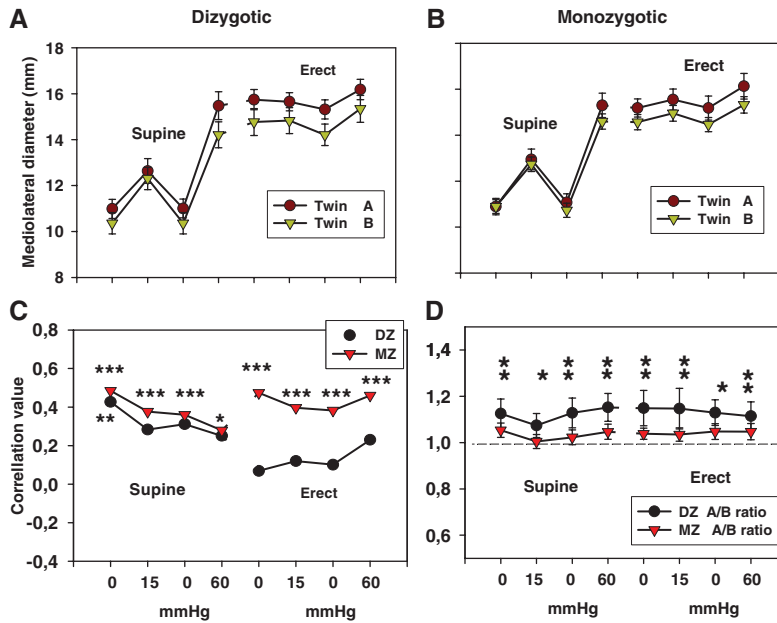 A
Dizygotic
B
Monozygotic
Mediolateral diameter (mm)
18
16
14
12
10
8
Supine
Erect
Twin A
Twin B
Supine
Erect
Twin A
Twin B
C
D
Correllation value
0,8
0,6
0,4
0,2
0,0
-0,2
-0,4
DZ
MZ
***
***
***
*
**
***
***
***
***
Supine
Erect
0 15 0 60 0 15 0 60
mmHg mmHg
1,4
1,2
1,0
0,8
0,6
* * * * * *
* * * * * * * *
Supine
Erect
DZ A/B ratio
MZ A/B ratio
0 15 0 60 0 15 0 60
mmHg mmHg